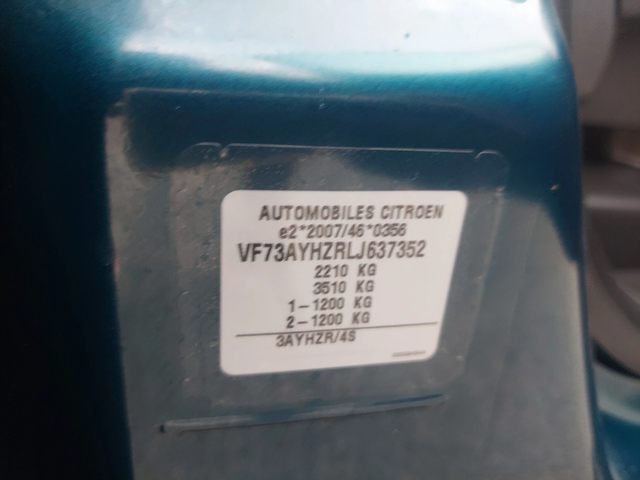 AUTOMOBILES CITROEN
e2*2007/46*0356
VF73AYHZRLJ637352
2210 KG
3510 KG
1-1200 KG
2-1200 KG
3AYHZR/4S